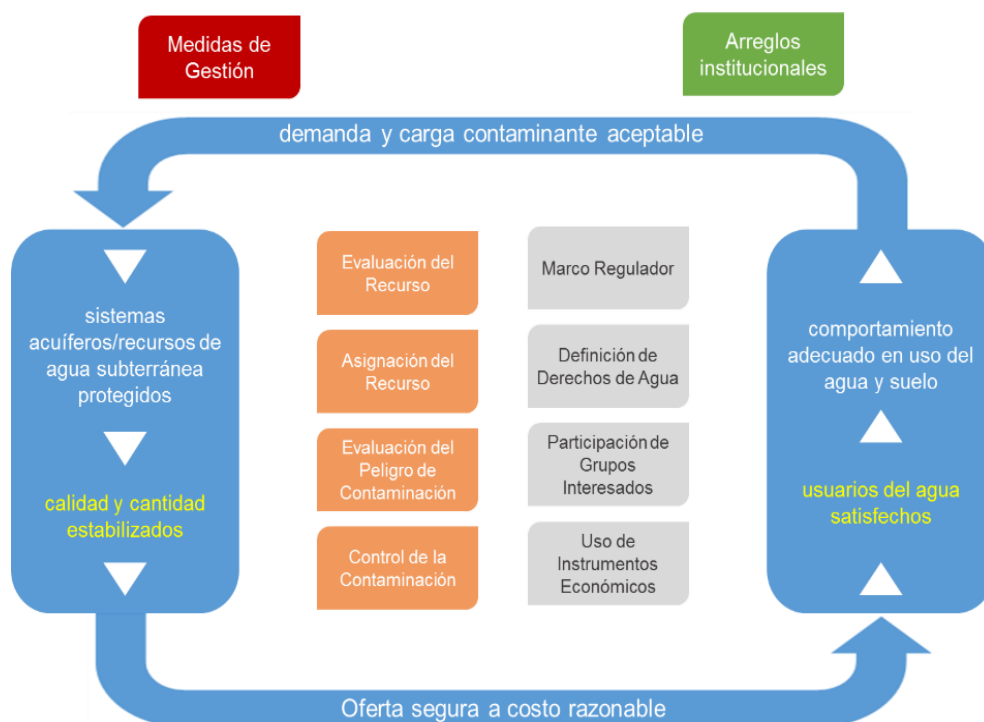 Medidas de
Gestión
Arreglos
institucionales
demanda y carga contaminante aceptable
sistemas
acuíferos/recursos de
agua subterránea
protegidos
calidad y cantidad
estabilizados
Evaluación del
Recurso
Asignación del
Recurso
Evaluación del
Peligro de
Contaminación
Control de la
Contaminación
Marco Regulador
Definición de
Derechos de Agua
Participación de
Grupos
Interesados
Uso de
Instrumentos
Económicos
comportamiento
adecuado en uso del
agua y suelo
usuarios del agua
satisfechos
Oferta segura a costo razonable